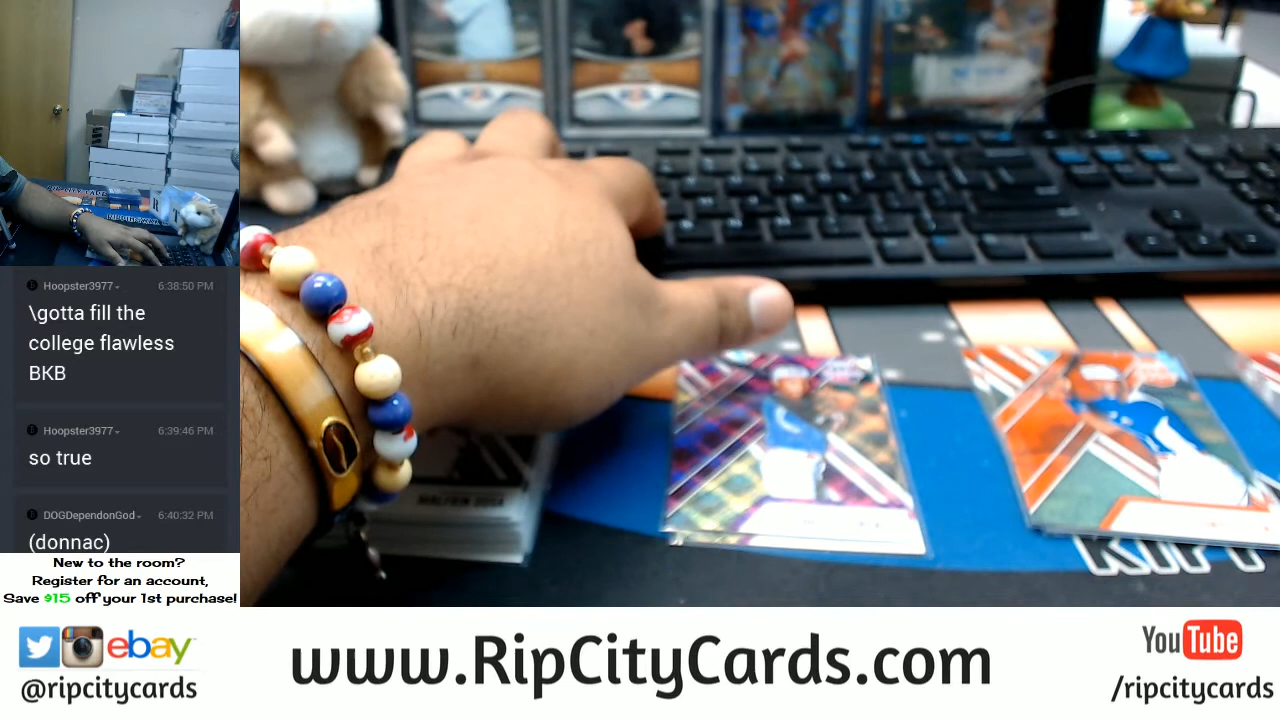 Hoopster3977
6:38:50 PM
\gotta fill the
college flawless
BKB
Hoopster3977
6:39:46 PM
so true
DOGDependonGod
6:40:32 PM
(donnac)
New to the room?
Register for an account,
Save $15 off your 1st purchase!
ebay
@ripcitycards
www.RipCityCards.com
YouTube
/ripcitycards